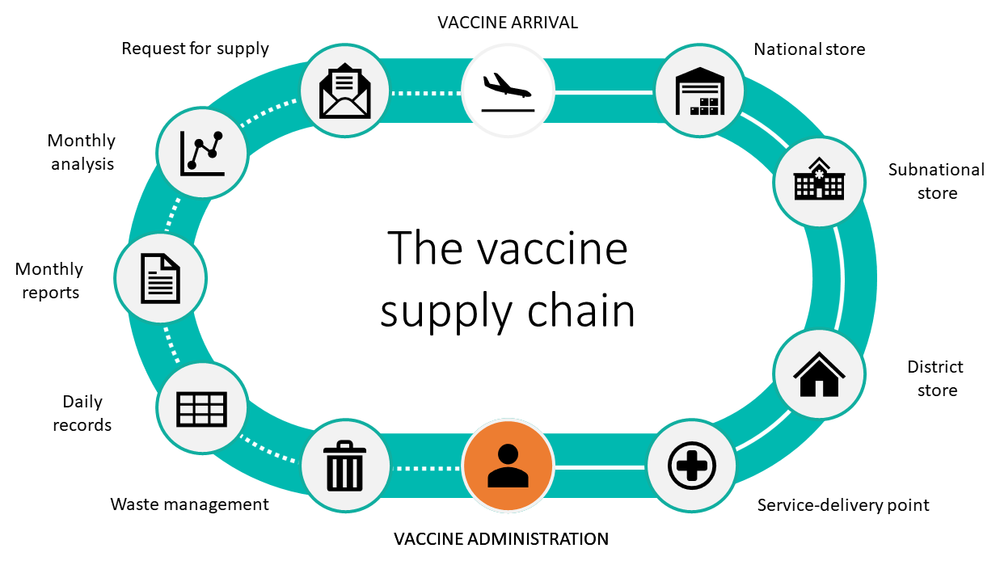 VACCINE ARRIVAL
Request for supply
National store
Monthly
analysis
Subnational
store
The vaccine
supply chain
Monthly
reports
District
store
Daily
records
Waste management
Service-delivery point
VACCINE ADMINISTRATION